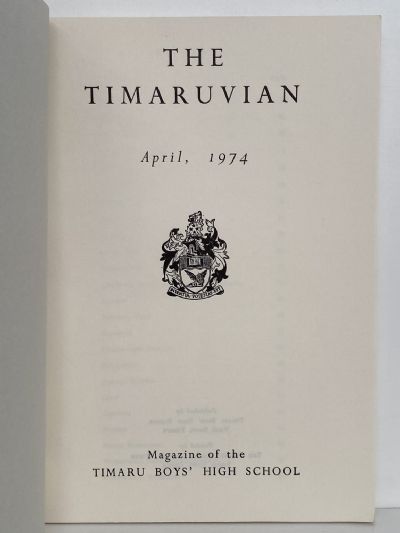 THE
TIMARUVIAN
April, 1974
Magazine of the
TIMARU BOYS' HIGH SCHOOL